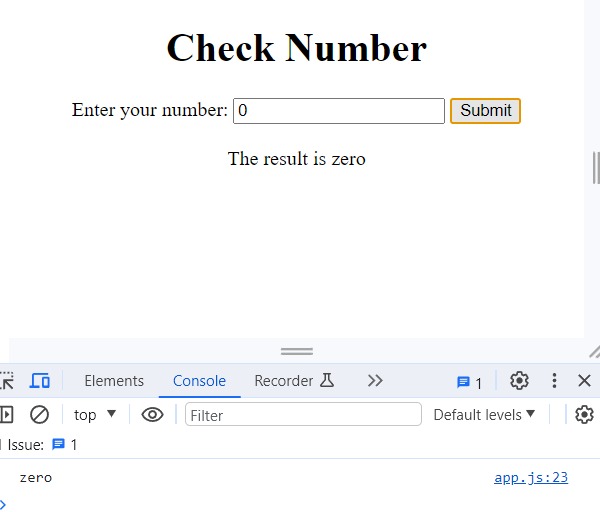 Check Number
Enter your number: 0 Submit
The result is zero
Elements Console Recorder 1
top Filter Default levels
Issue: 1
zero app.js:23